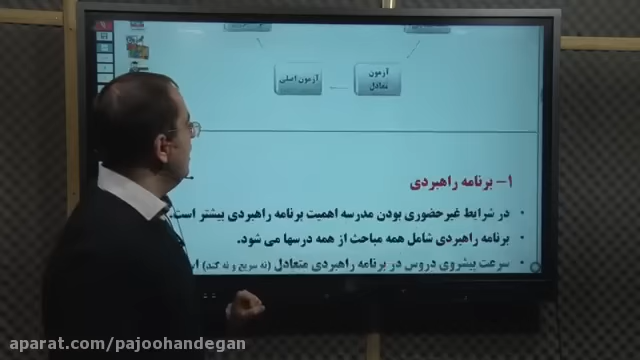 آزمون
متعادل
آزمون اصلی
۱- برنامه راهبردی
• در شرایط غیرحضوری بودن مدرسه اهمیت برنامه راهبردی بیشتر است.
• برنامه راهبردی شامل همه مباحث از همه درسها می شود.
• سرعت پیشروی دروس در برنامه راهبردی متعادل (نه سریع و نه کند)
aparat.com/pajoohandegan